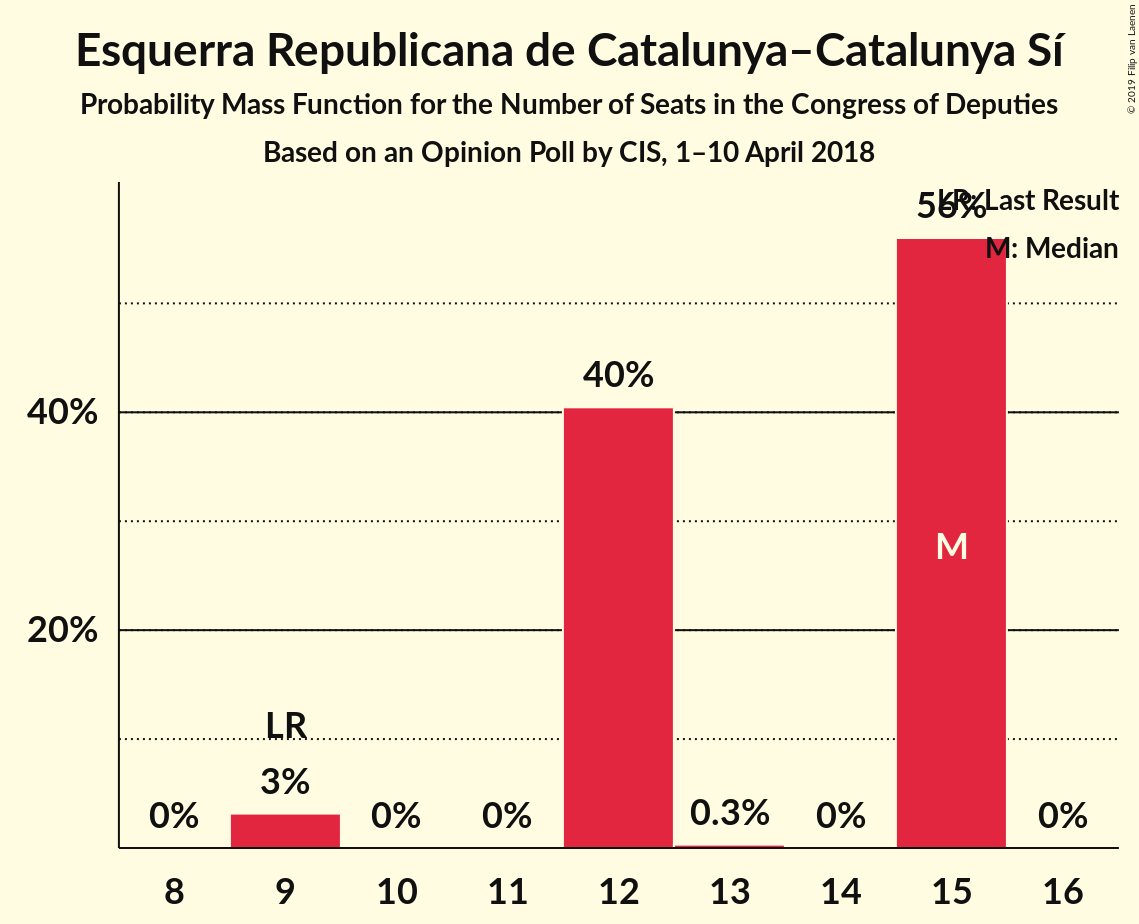 Esquerra Republicana de Catalunya–Catalunya Sí
Probability Mass Function for the Number of Seats in the Congress of Deputies
Based on an Opinion Poll by CIS, 1–10 April 2018
© 2019 Filip van Laenen
LR: Last Result
M: Median
56%
40%
40%
M
20%
LR
3%
0%
0%
0%
0.3%
0%
0%
8 9 10 11 12 13 14 15 16